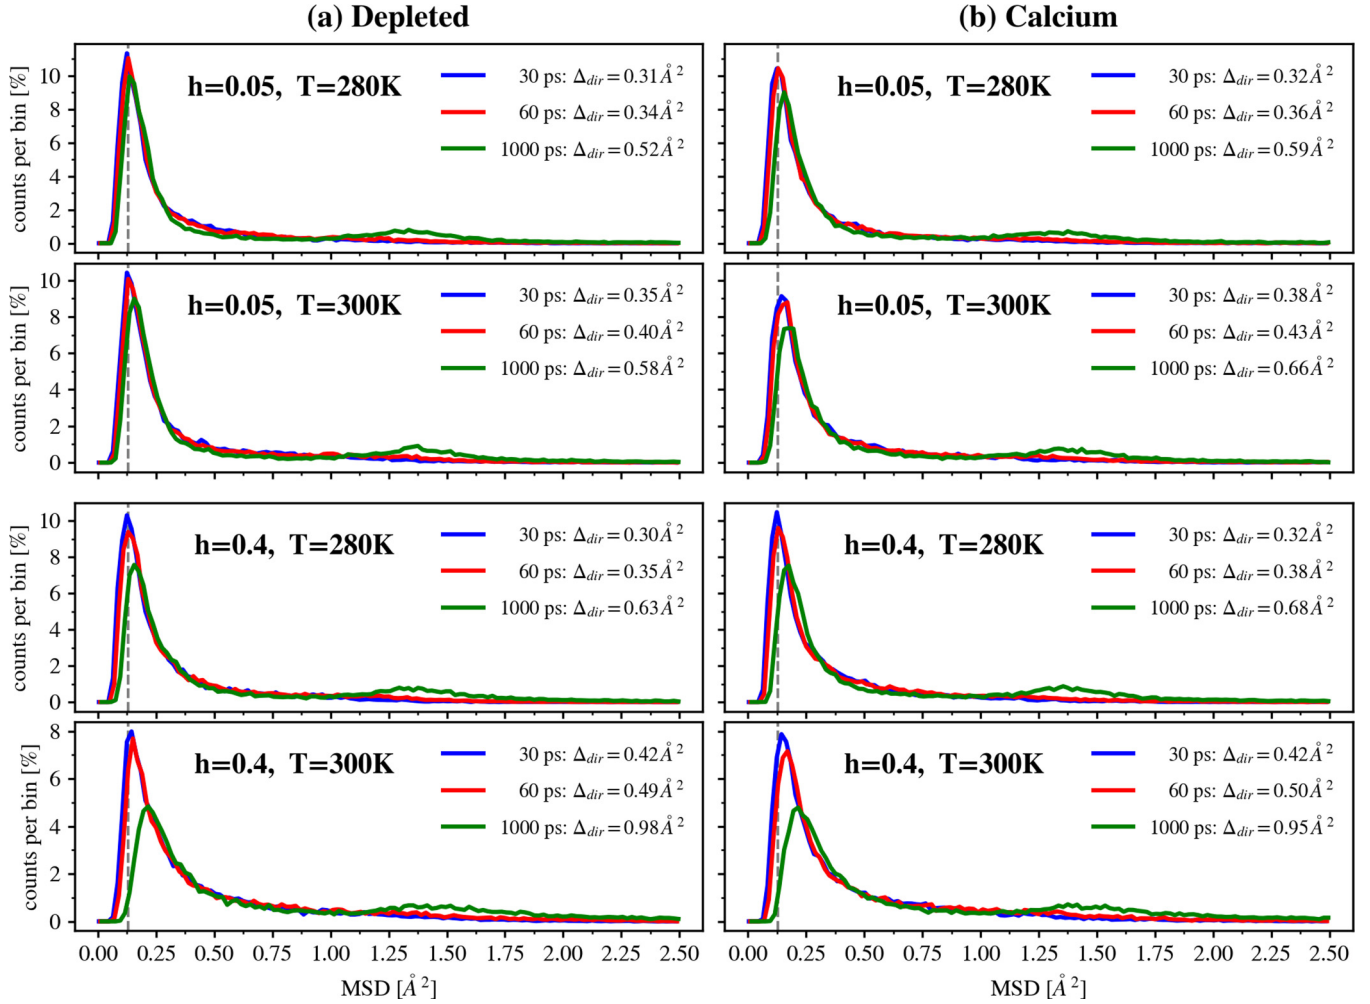 (a) Depleted
(b) Calcium
counts per bin [%]
10
8
6
4
2
0
h=0.05, T=280K
30 ps: Δdir=0.31Å²
60 ps: Δdir=0.34Å²
1000 ps: Δdir=0.52Å²
h=0.05, T=280K
30 ps: Δdir=0.32Å²
60 ps: Δdir=0.36Å²
1000 ps: Δdir=0.59Å²
counts per bin [%]
10
8
6
4
2
0
h=0.05, T=300K
30 ps: Δdir=0.35Å²
60 ps: Δdir=0.40Å²
1000 ps: Δdir=0.58Å²
h=0.05, T=300K
30 ps: Δdir=0.38Å²
60 ps: Δdir=0.43Å²
1000 ps: Δdir=0.66Å²
counts per bin [%]
10
8
6
4
2
0
h=0.4, T=280K
30 ps: Δdir=0.30Å²
60 ps: Δdir=0.35Å²
1000 ps: Δdir=0.63Å²
h=0.4, T=280K
30 ps: Δdir=0.32Å²
60 ps: Δdir=0.38Å²
1000 ps: Δdir=0.68Å²
counts per bin [%]
8
6
4
2
0
h=0.4, T=300K
30 ps: Δdir=0.42Å²
60 ps: Δdir=0.49Å²
1000 ps: Δdir=0.98Å²
h=0.4, T=300K
30 ps: Δdir=0.42Å²
60 ps: Δdir=0.50Å²
1000 ps: Δdir=0.95Å²
0.00 0.25 0.50 0.75 1.00 1.25 1.50 1.75 2.00 2.25 2.50
0.00 0.25 0.50 0.75 1.00 1.25 1.50 1.75 2.00 2.25 2.50
MSD [Å²]
MSD [Å²]